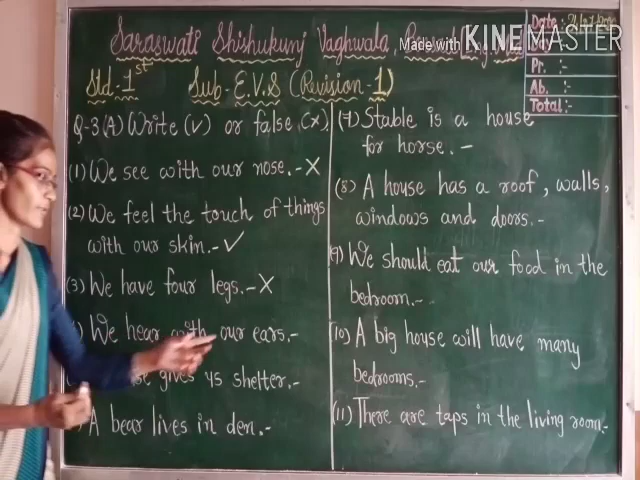 Saraswati Shishukunj Vaghwala,
Made with KINEMASTER
Date :- 21/07/
Pr. :-
Ab. :-
Total:-
Std.-1st Sub-E.V.S (Revision-1)
Q-3(A) Write (✓) or false (×).
(1) We see with our nose.-X
(2) We feel the touch of things
with our skin.-✓
(3) We have four legs.-X
We hear with our ears.-
gives us shelter.-
A bear lives in den.-
(7) Stable is a house
for horse.-
(8) A house has a roof, walls,
windows and doors.-
(9) We should eat our food in the
bedroom.-
(10) A big house will have many
bedrooms.-
(11) There are taps in the living room.-